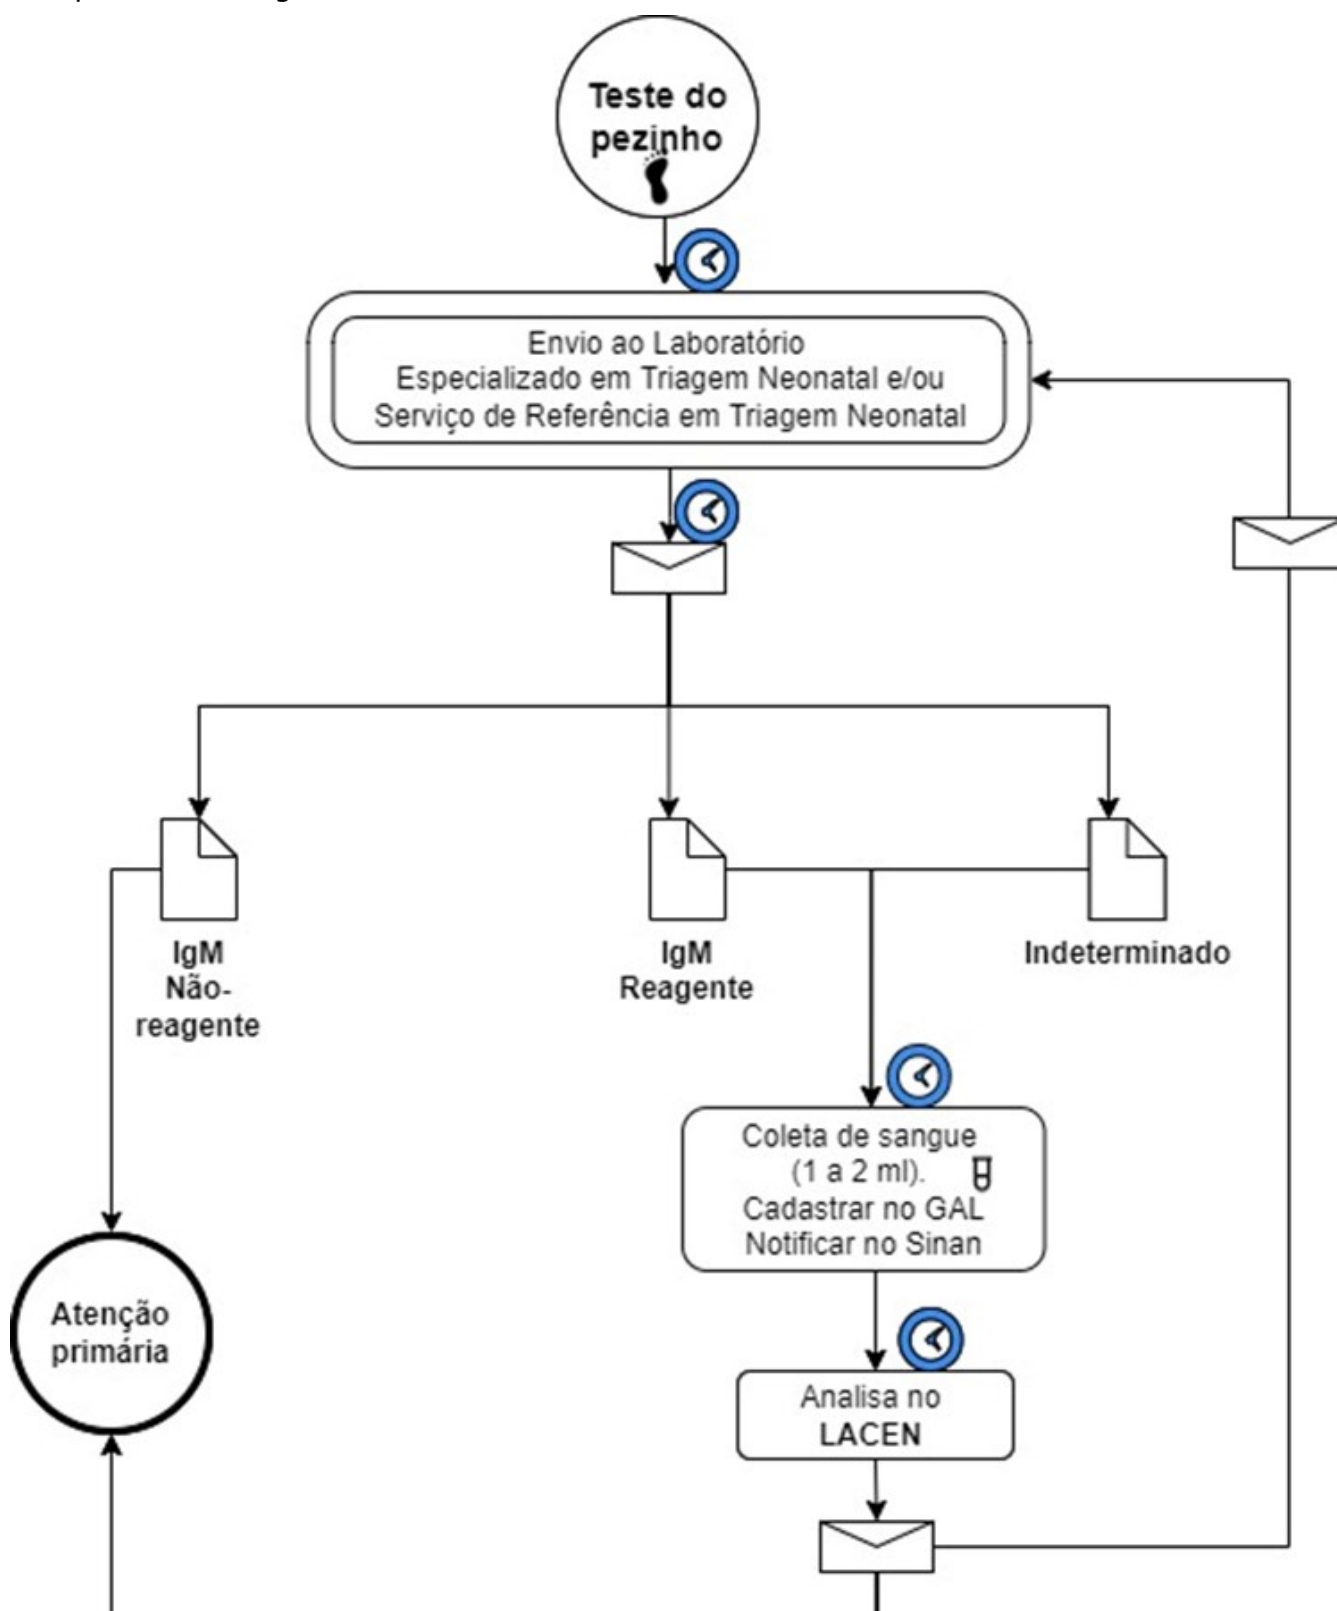 Teste do
pezinho
Envio ao Laboratório
Especializado em Triagem Neonatal e/ou
Serviço de Referência em Triagem Neonatal
IgM
Não-
reagente
IgM
Reagente
Indeterminado
Coleta de sangue
(1 a 2 ml).
Cadastrar no GAL
Notificar no Sinan
Atenção
primária
Analisa no
LACEN